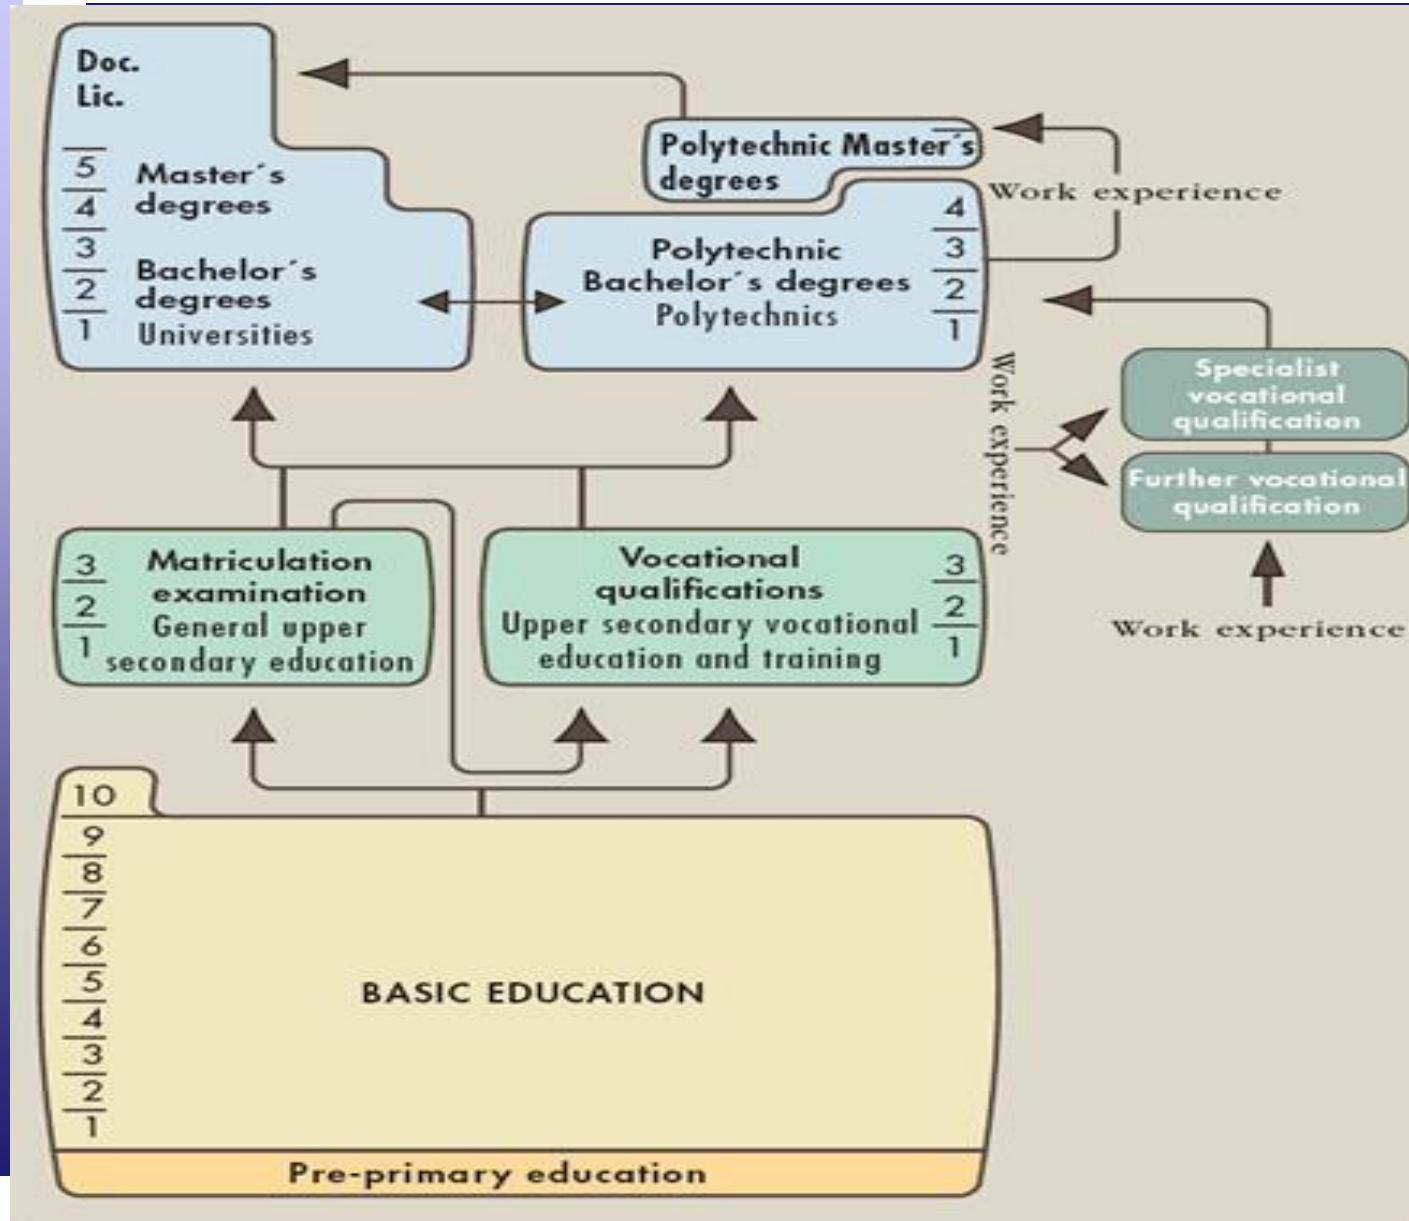 Doc.
Lic.
5
4
3
2
1
Master´s
degrees
Bachelor´s
degrees
Universities
Polytechnic Master´s
degrees
Work experience
4
3
2
1
Polytechnic
Bachelor´s degrees
Polytechnics
Specialist
vocational
qualification
Further vocational
qualification
Work experience
Work experience
3
2
1
Matriculation
examination
General upper
secondary education
Vocational
qualifications
Upper secondary vocational
education and training
3
2
1
10
9
8
7
6
5
4
3
2
1
BASIC EDUCATION
Pre-primary education